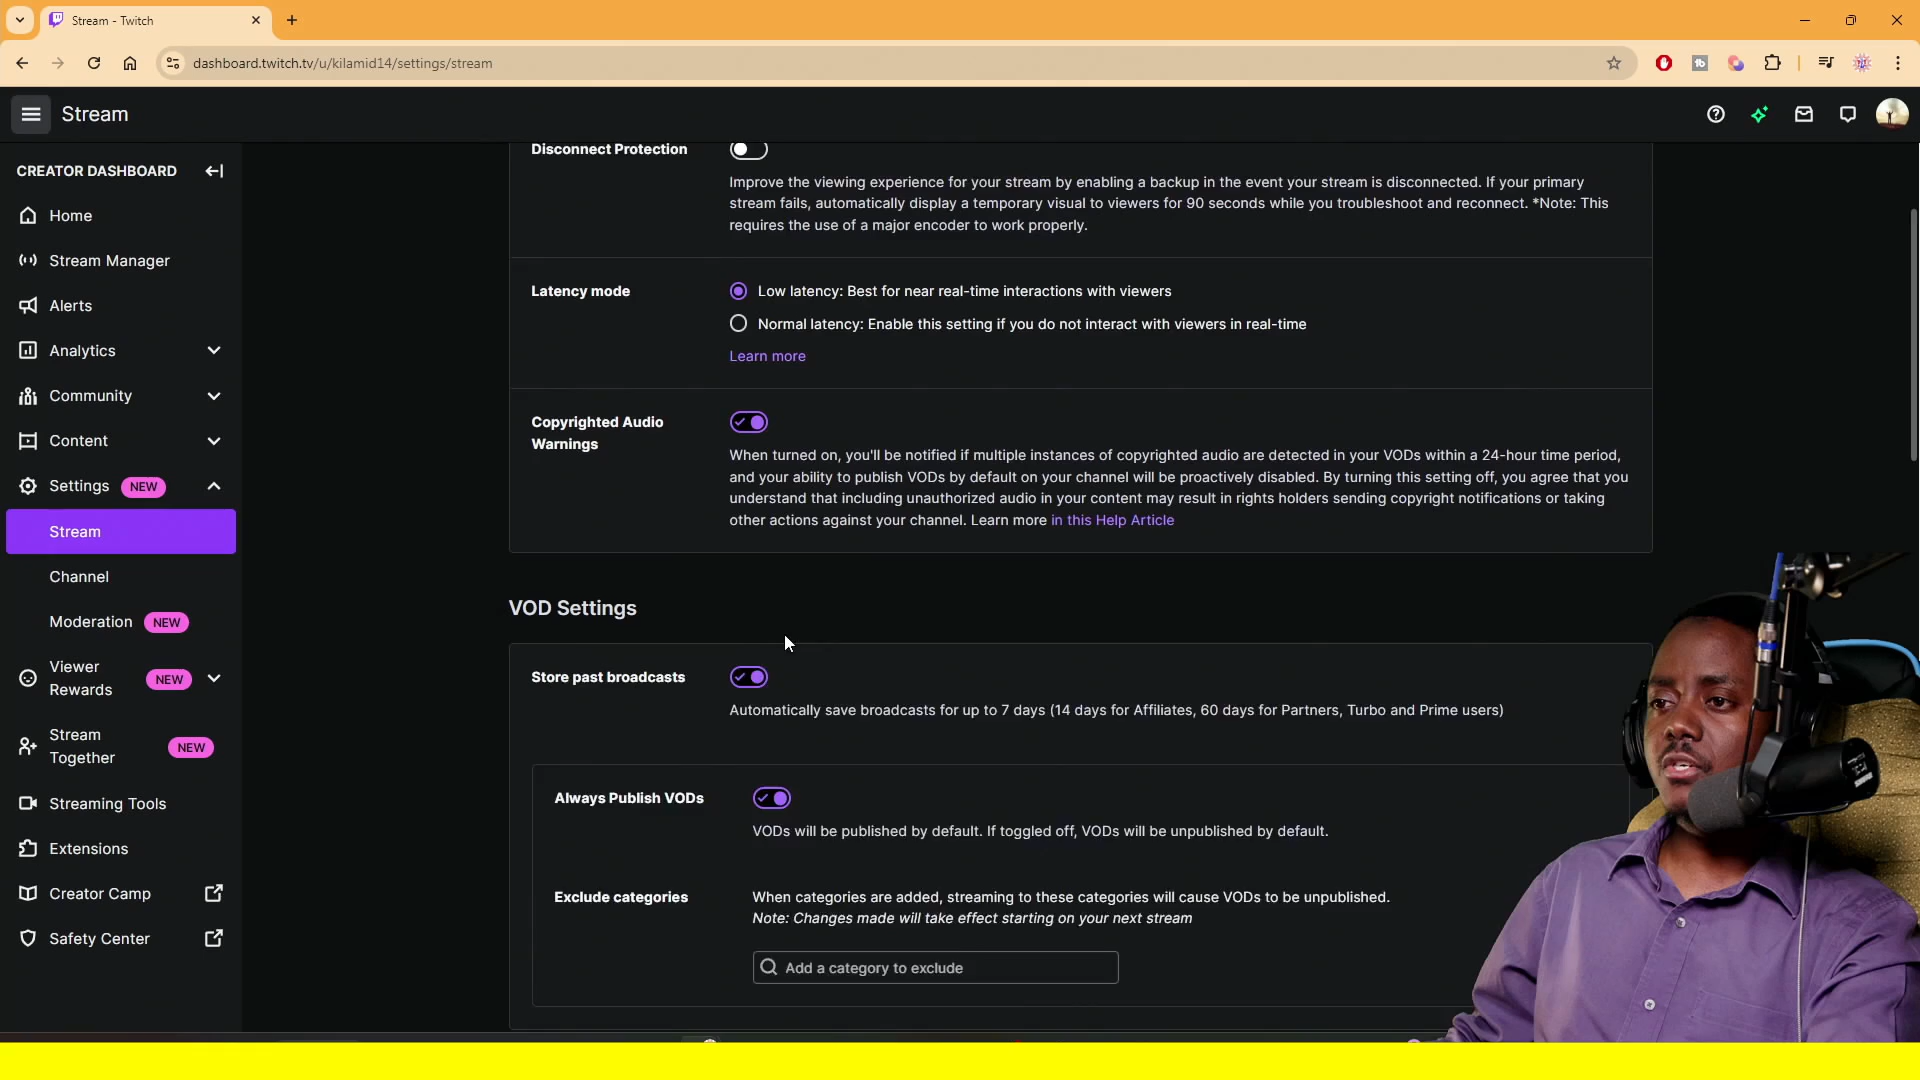 Stream - Twitch
dashboard.twitch.tv/u/kilamid14/settings/stream
Stream
CREATOR DASHBOARD
Home
Stream Manager
Alerts
Analytics
Community
Content
Settings NEW
Stream
Channel
Moderation NEW
Viewer
Rewards NEW
Stream
Together NEW
Streaming Tools
Extensions
Creator Camp
Safety Center
Disconnect Protection
Improve the viewing experience for your stream by enabling a backup in the event your stream is disconnected. If your primary
stream fails, automatically display a temporary visual to viewers for 90 seconds while you troubleshoot and reconnect. *Note: This
requires the use of a major encoder to work properly.
Latency mode
Low latency: Best for near real-time interactions with viewers
Normal latency: Enable this setting if you do not interact with viewers in real-time
Learn more
Copyrighted Audio
Warnings
When turned on, you'll be notified if multiple instances of copyrighted audio are detected in your VODs within a 24-hour time period,
and your ability to publish VODs by default on your channel will be proactively disabled. By turning this setting off, you agree that you
understand that including unauthorized audio in your content may result in rights holders sending copyright notifications or taking
other actions against your channel. Learn more in this Help Article
VOD Settings
Store past broadcasts
Automatically save broadcasts for up to 7 days (14 days for Affiliates, 60 days for Partners, Turbo and Prime users)
Always Publish VODs
VODs will be published by default. If toggled off, VODs will be unpublished by default.
Exclude categories
When categories are added, streaming to these categories will cause VODs to be unpublished.
Note: Changes made will take effect starting on your next stream
Add a category to exclude